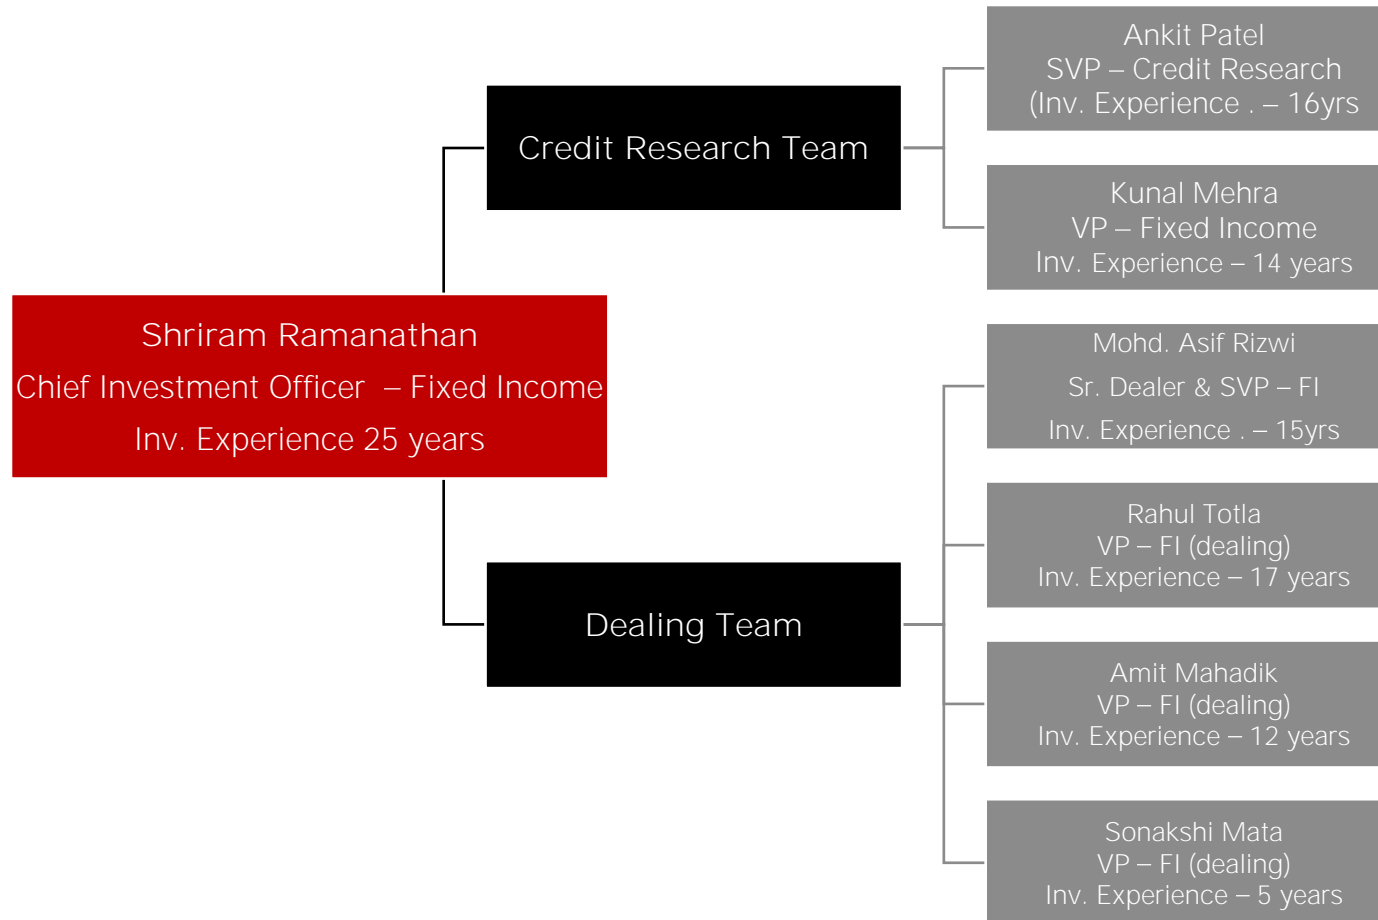 Ankit Patel
SVP – Credit Research
(Inv. Experience . – 16yrs
Credit Research Team
Kunal Mehra
VP – Fixed Income
Inv. Experience – 14 years
Shriram Ramanathan
Chief Investment Officer – Fixed Income
Inv. Experience 25 years
Mohd. Asif Rizwi
Sr. Dealer & SVP – FI
Inv. Experience . – 15yrs
Rahul Totla
VP – FI (dealing)
Inv. Experience – 17 years
Dealing Team
Amit Mahadik
VP – FI (dealing)
Inv. Experience – 12 years
Sonakshi Mata
VP – FI (dealing)
Inv. Experience – 5 years